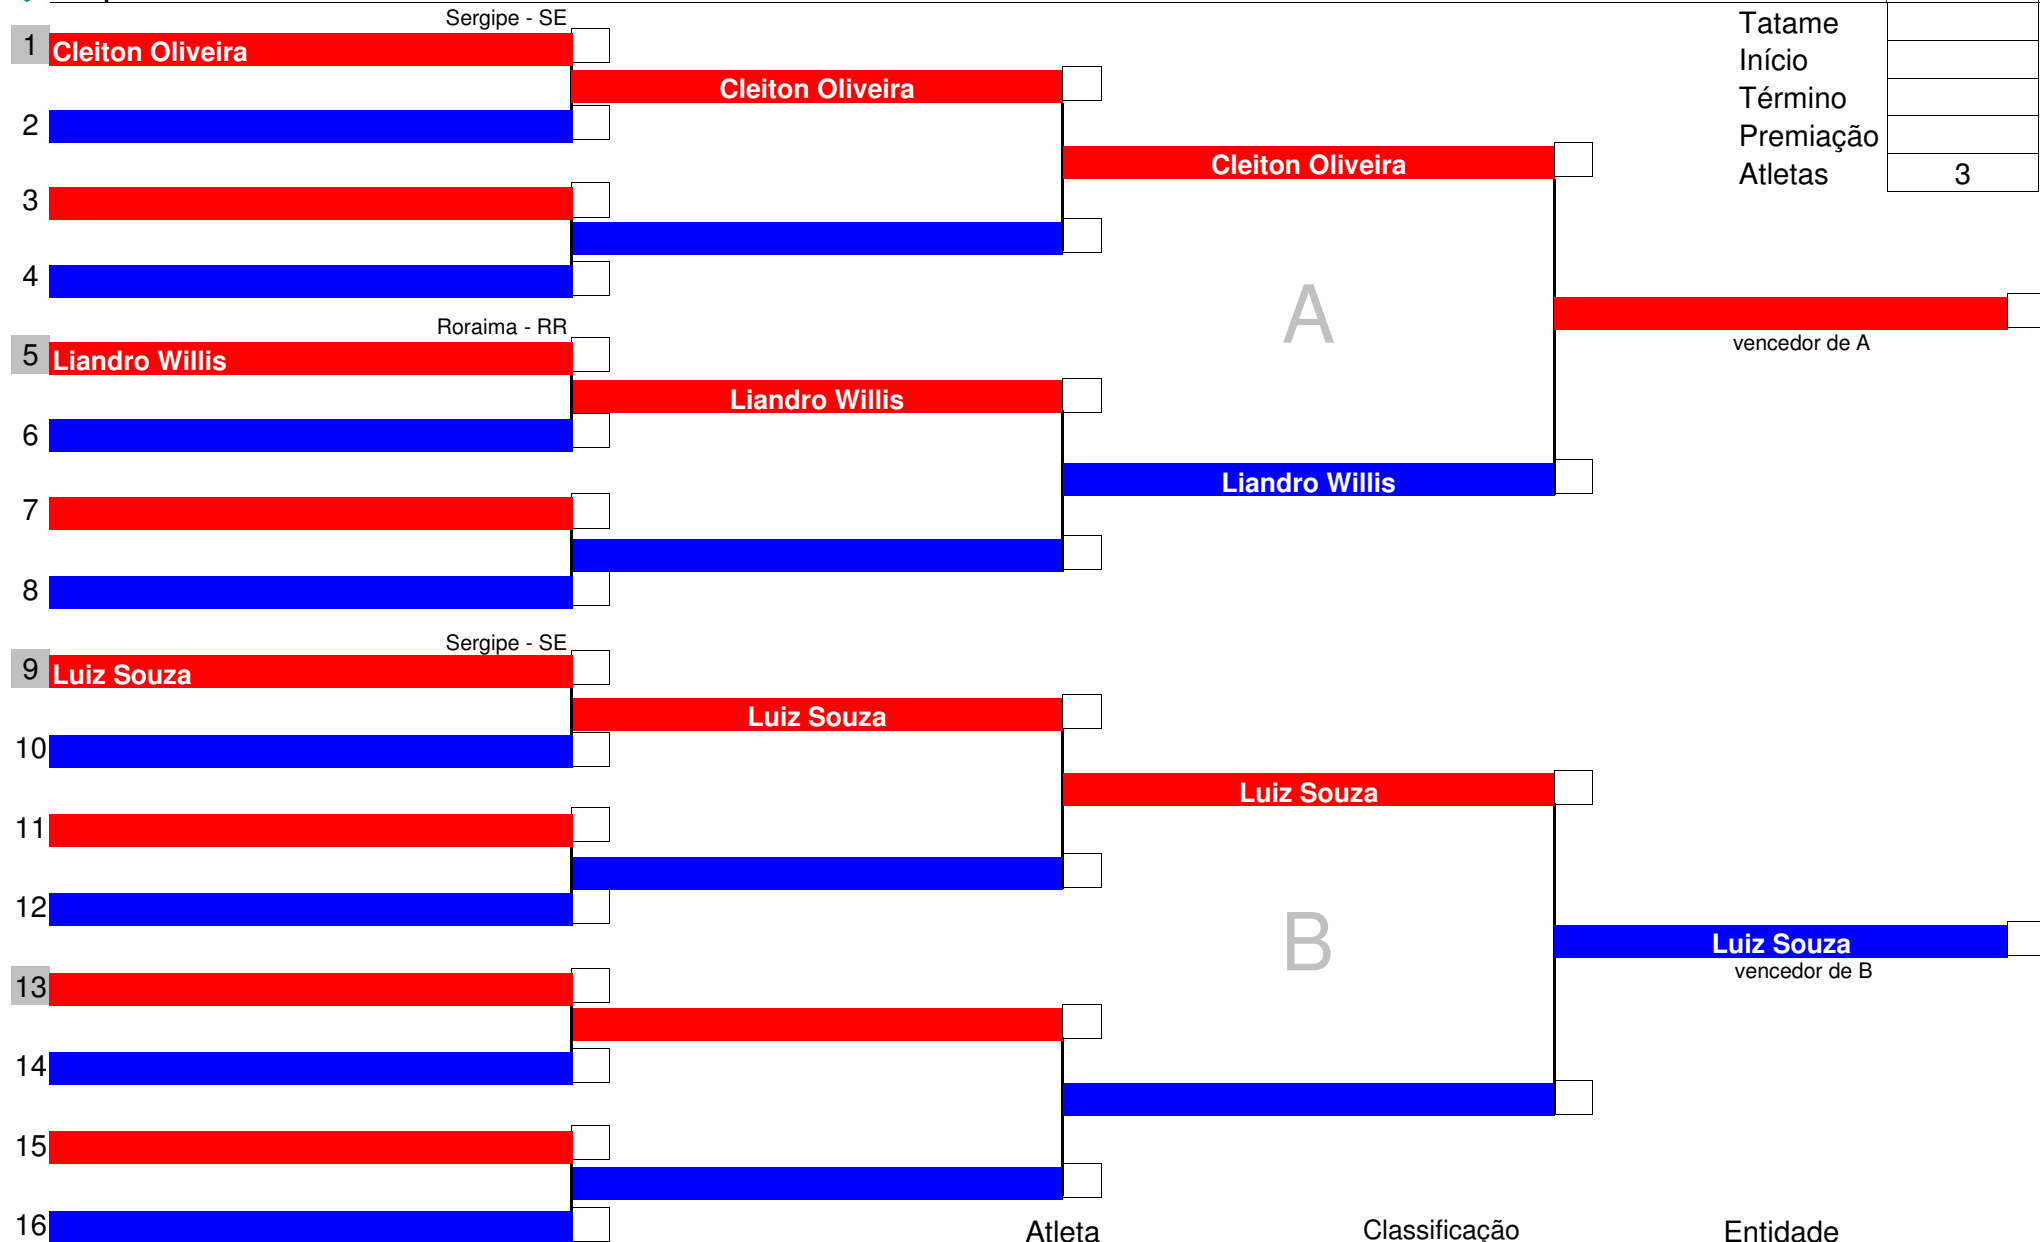 Sergipe - SE
Tatame
1 Cleiton Oliveira
Início
Cleiton Oliveira
Término
2
Premiação
Cleiton Oliveira
Atletas 3
3
4
A
Roraima - RR
vencedor de A
5 Liandro Willis
Liandro Willis
6
Liandro Willis
7
8
Sergipe - SE
9 Luiz Souza
Luiz Souza
10
Luiz Souza
11
12
B
Luiz Souza
vencedor de B
13
14
15
16
Atleta Classificação Entidade